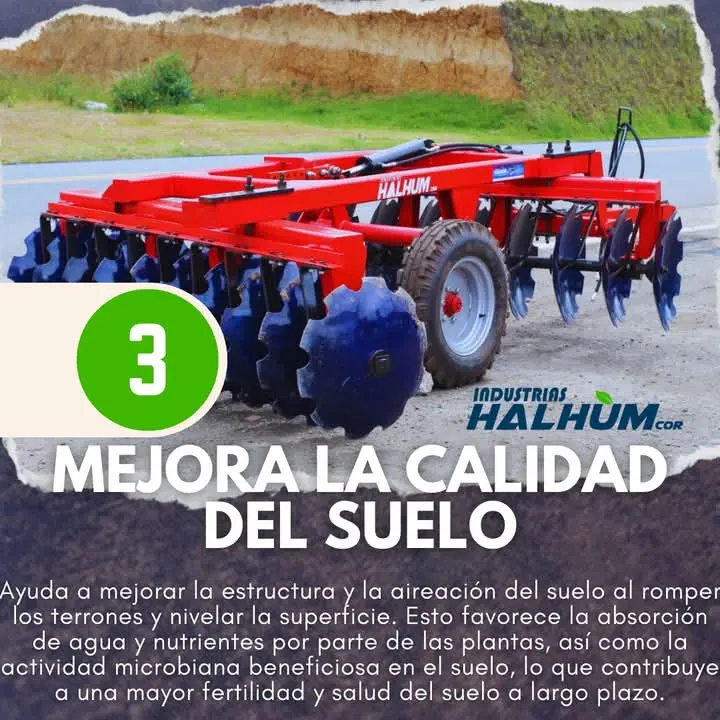 HALHUM
3
INDUSTRIAS
HALHUM COR
MEJORA LA CALIDAD
DEL SUELO
Ayuda a mejorar la estructura y la aireación del suelo al romper
los terrones y nivelar la superficie. Esto favorece la absorción
de agua y nutrientes por parte de las plantas, así como la
actividad microbiana beneficiosa en el suelo, lo que contribuye
a una mayor fertilidad y salud del suelo a largo plazo.